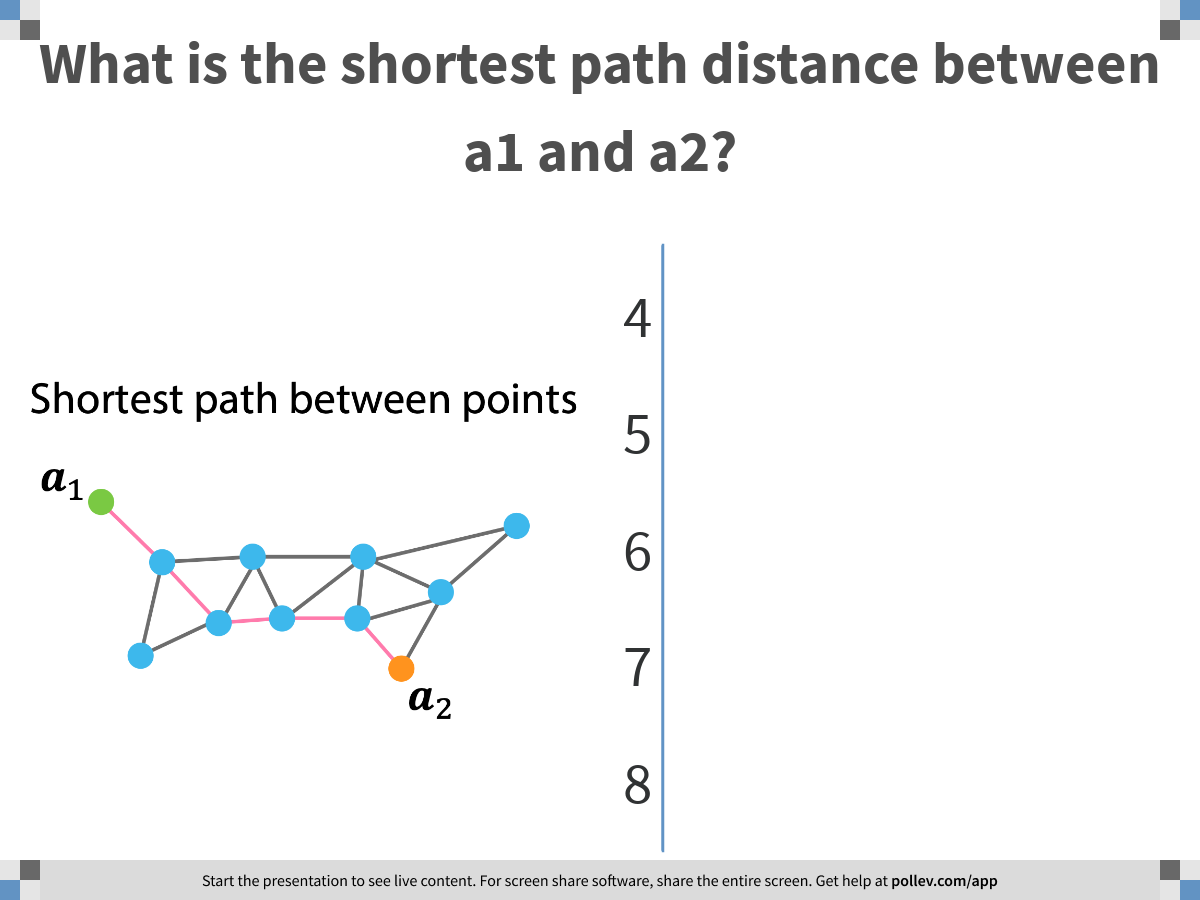 What is the shortest path distance between
a1 and a2?
Shortest path between points
a₁
a₂
4
5
6
7
8
Start the presentation to see live content. For screen share software, share the entire screen. Get help at pollev.com/app